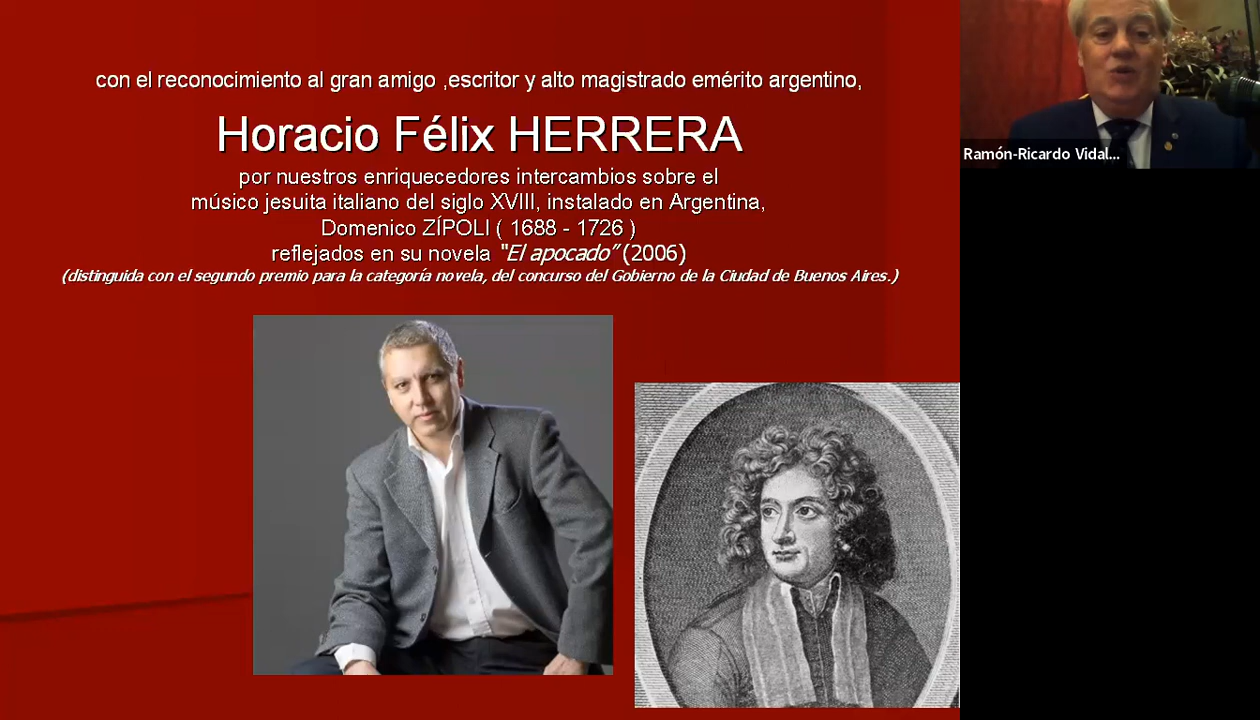 con el reconocimiento al gran amigo ,escritor y alto magistrado emérito argentino,
Horacio Félix HERRERA
por nuestros enriquecedores intercambios sobre el
músico jesuita italiano del siglo XVIII, instalado en Argentina,
Domenico ZÍPOLI ( 1688 - 1726 )
reflejados en su novela "El apocado" (2006)
(distinguida con el segundo premio para la categoría novela, del concurso del Gobierno de la Ciudad de Buenos Aires.)
Ramón-Ricardo Vidal...